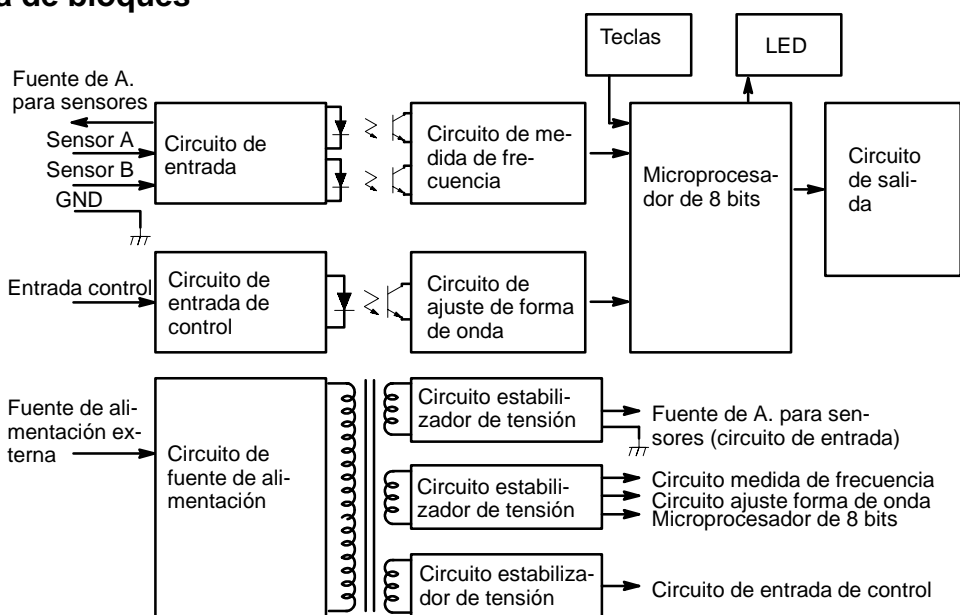 a de bloques
Teclas
LED
Fuente de A.
para sensores
Sensor A
Sensor B
GND
Circuito de
entrada
Circuito de me-
dida de fre-
cuencia
Microprocesa-
dor de 8 bits
Circuito
de sali-
da
Entrada control
Circuito de
entrada de
control
Circuito de
ajuste de forma
de onda
Fuente de ali-
mentación ex-
terna
Circuito de
fuente de ali-
mentación
Circuito estabili-
zador de tensión
Fuente de A. para sen-
sores (circuito de entrada)
Circuito estabili-
zador de tensión
Circuito medida de frecuencia
Circuito ajuste forma de onda
Microprocesador de 8 bits
Circuito estabiliza-
dor de tensión
Circuito de entrada de control